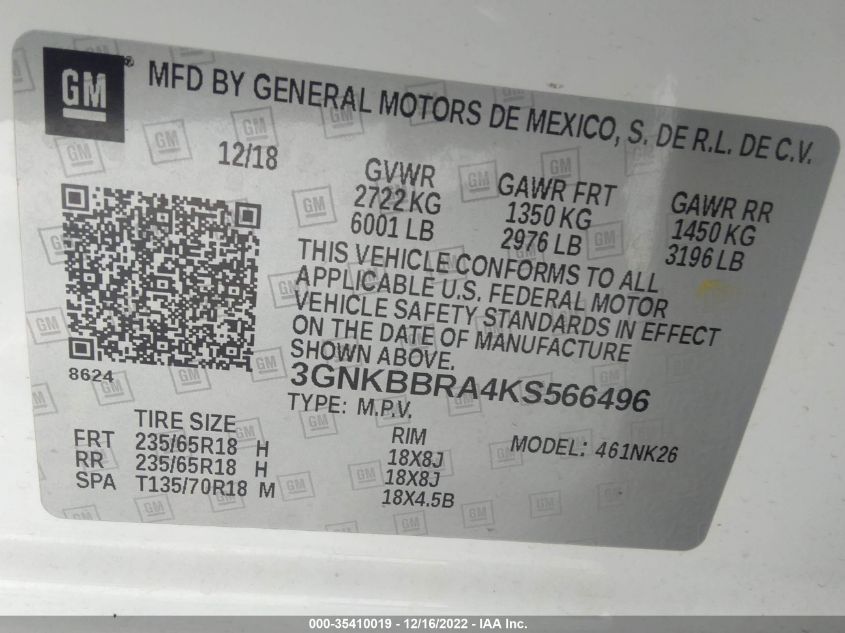 GM ® MFD BY GENERAL MOTORS DE MEXICO, S. DE R.L. DE C.V.
12/18
GVWR GAWR FRT GAWR RR
2722 KG 1350 KG 1450 KG
6001 LB 2976 LB 3196 LB
THIS VEHICLE CONFORMS TO ALL
APPLICABLE U.S. FEDERAL MOTOR
VEHICLE SAFETY STANDARDS IN EFFECT
ON THE DATE OF MANUFACTURE
SHOWN ABOVE.
8624
3GNKBBRA4KS566496
TYPE: M.P.V.
TIRE SIZE RIM MODEL: 461NK26
FRT 235/65R18 H 18X8J
RR 235/65R18 H 18X8J
SPA T135/70R18 M 18X4.5B
000-35410019 - 12/16/2022 - IAA Inc.